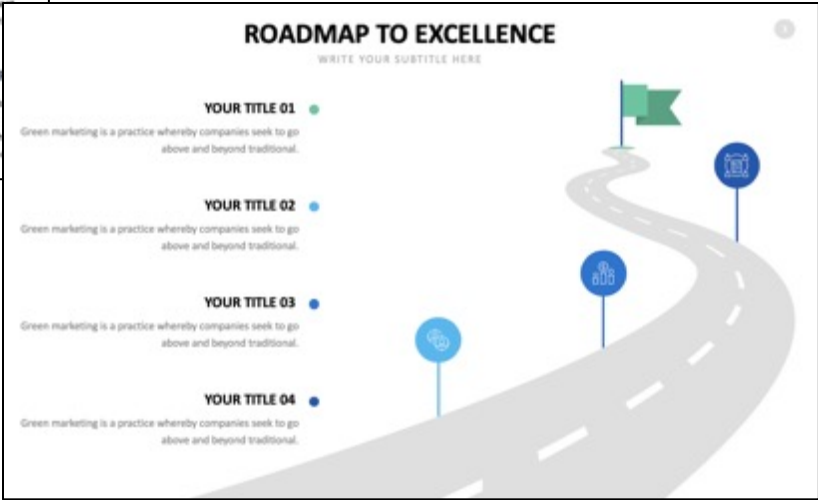 ROADMAP TO EXCELLENCE
WRITE YOUR SUBTITLE HERE
YOUR TITLE 01
Green marketing is a practice whereby companies seek to go
above and beyond traditional.
YOUR TITLE 02
Green marketing is a practice whereby companies seek to go
above and beyond traditional.
YOUR TITLE 03
Green marketing is a practice whereby companies seek to go
above and beyond traditional.
YOUR TITLE 04
Green marketing is a practice whereby companies seek to go
above and beyond traditional.